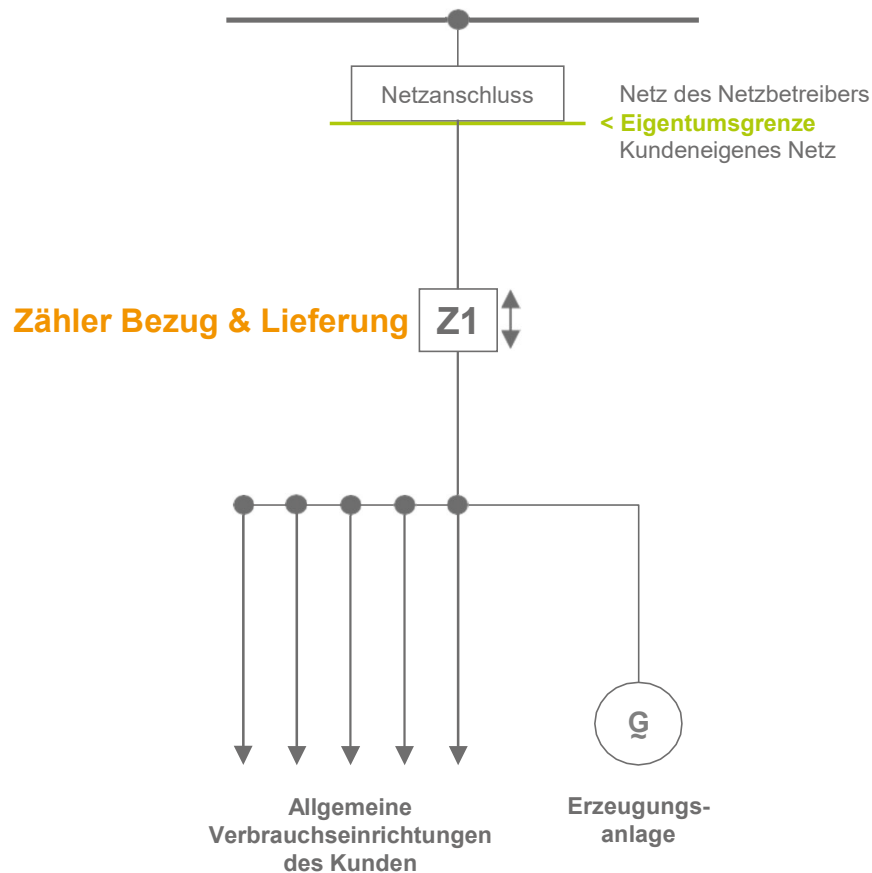 Netzanschluss
Netz des Netzbetreibers
< Eigentumsgrenze
Kundeneigenes Netz
Zähler Bezug & Lieferung
Z1
G
~
Allgemeine
Verbrauchseinrichtungen
des Kunden
Erzeugungs-
anlage